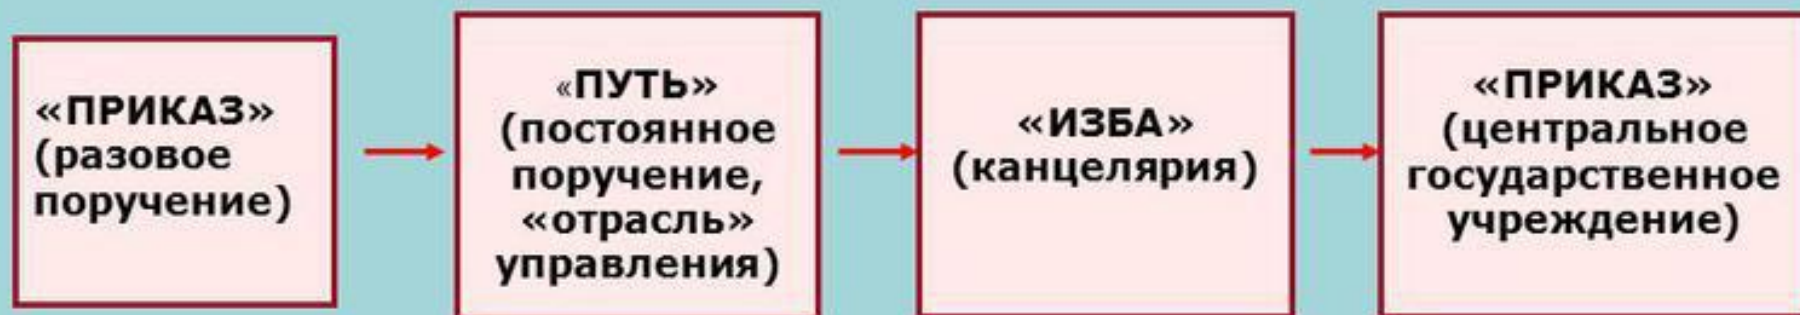 «ПРИКАЗ»
(разовое
поручение)
«ПУТЬ»
(постоянное
поручение,
«отрасль»
управления)
«ИЗБА»
(канцелярия)
«ПРИКАЗ»
(центральное
государственное
учреждение)